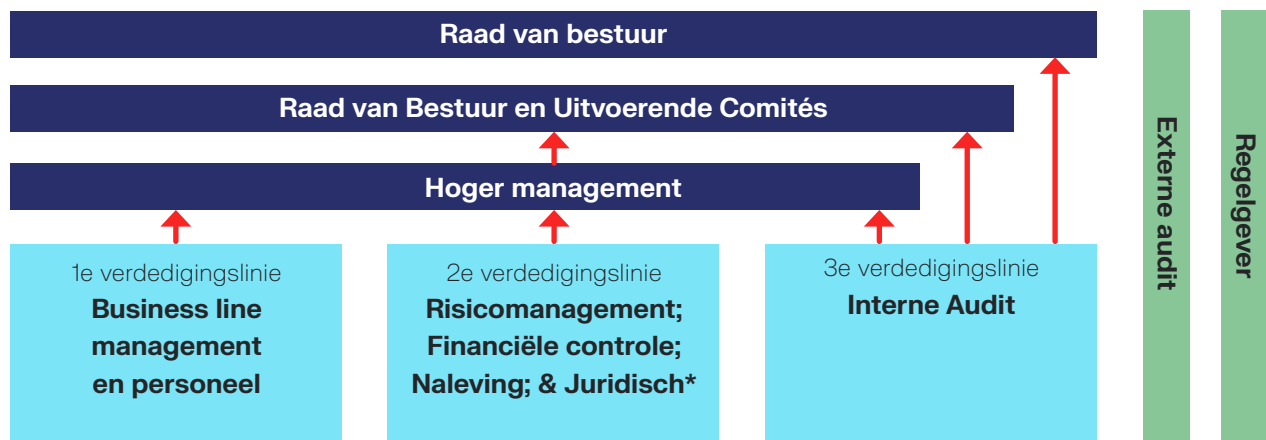 Raad van bestuur
Raad van Bestuur en Uitvoerende Comités
Hoger management
1e verdedigingslinie
Business line
management
en personeel
2e verdedigingslinie
Risicomanagement;
Financiële controle;
Naleving; & Juridisch*
3e verdedigingslinie
Interne Audit
Externe audit
Regelgever